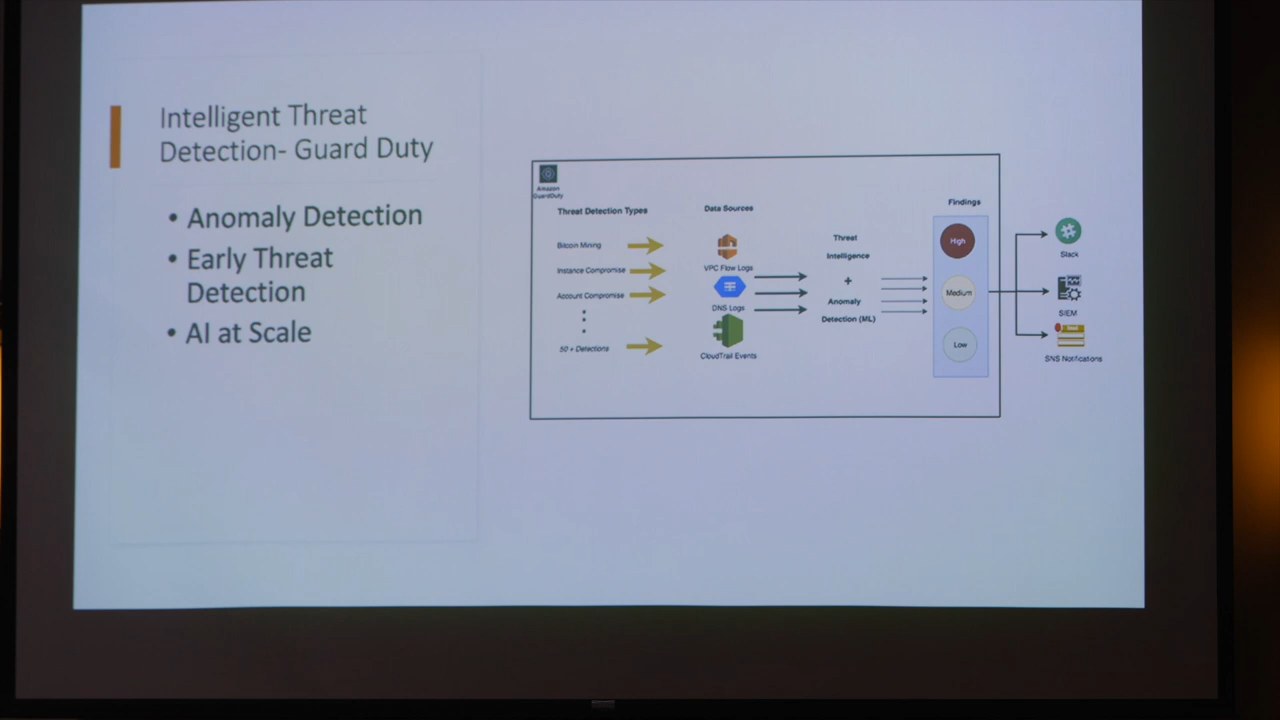 Intelligent Threat
Detection- Guard Duty
• Anomaly Detection
• Early Threat
Detection
• AI at Scale
Amazon
GuardDuty
Threat Detection Types
Bitcoin Mining
Instance Compromise
Account Compromise
50 + Detections
Data Sources
VPC Flow Logs
DNS Logs
CloudTrail Events
Threat
Intelligence
+
Anomaly
Detection (ML)
Findings
High
Medium
Low
Slack
SIEM
SNS Notifications